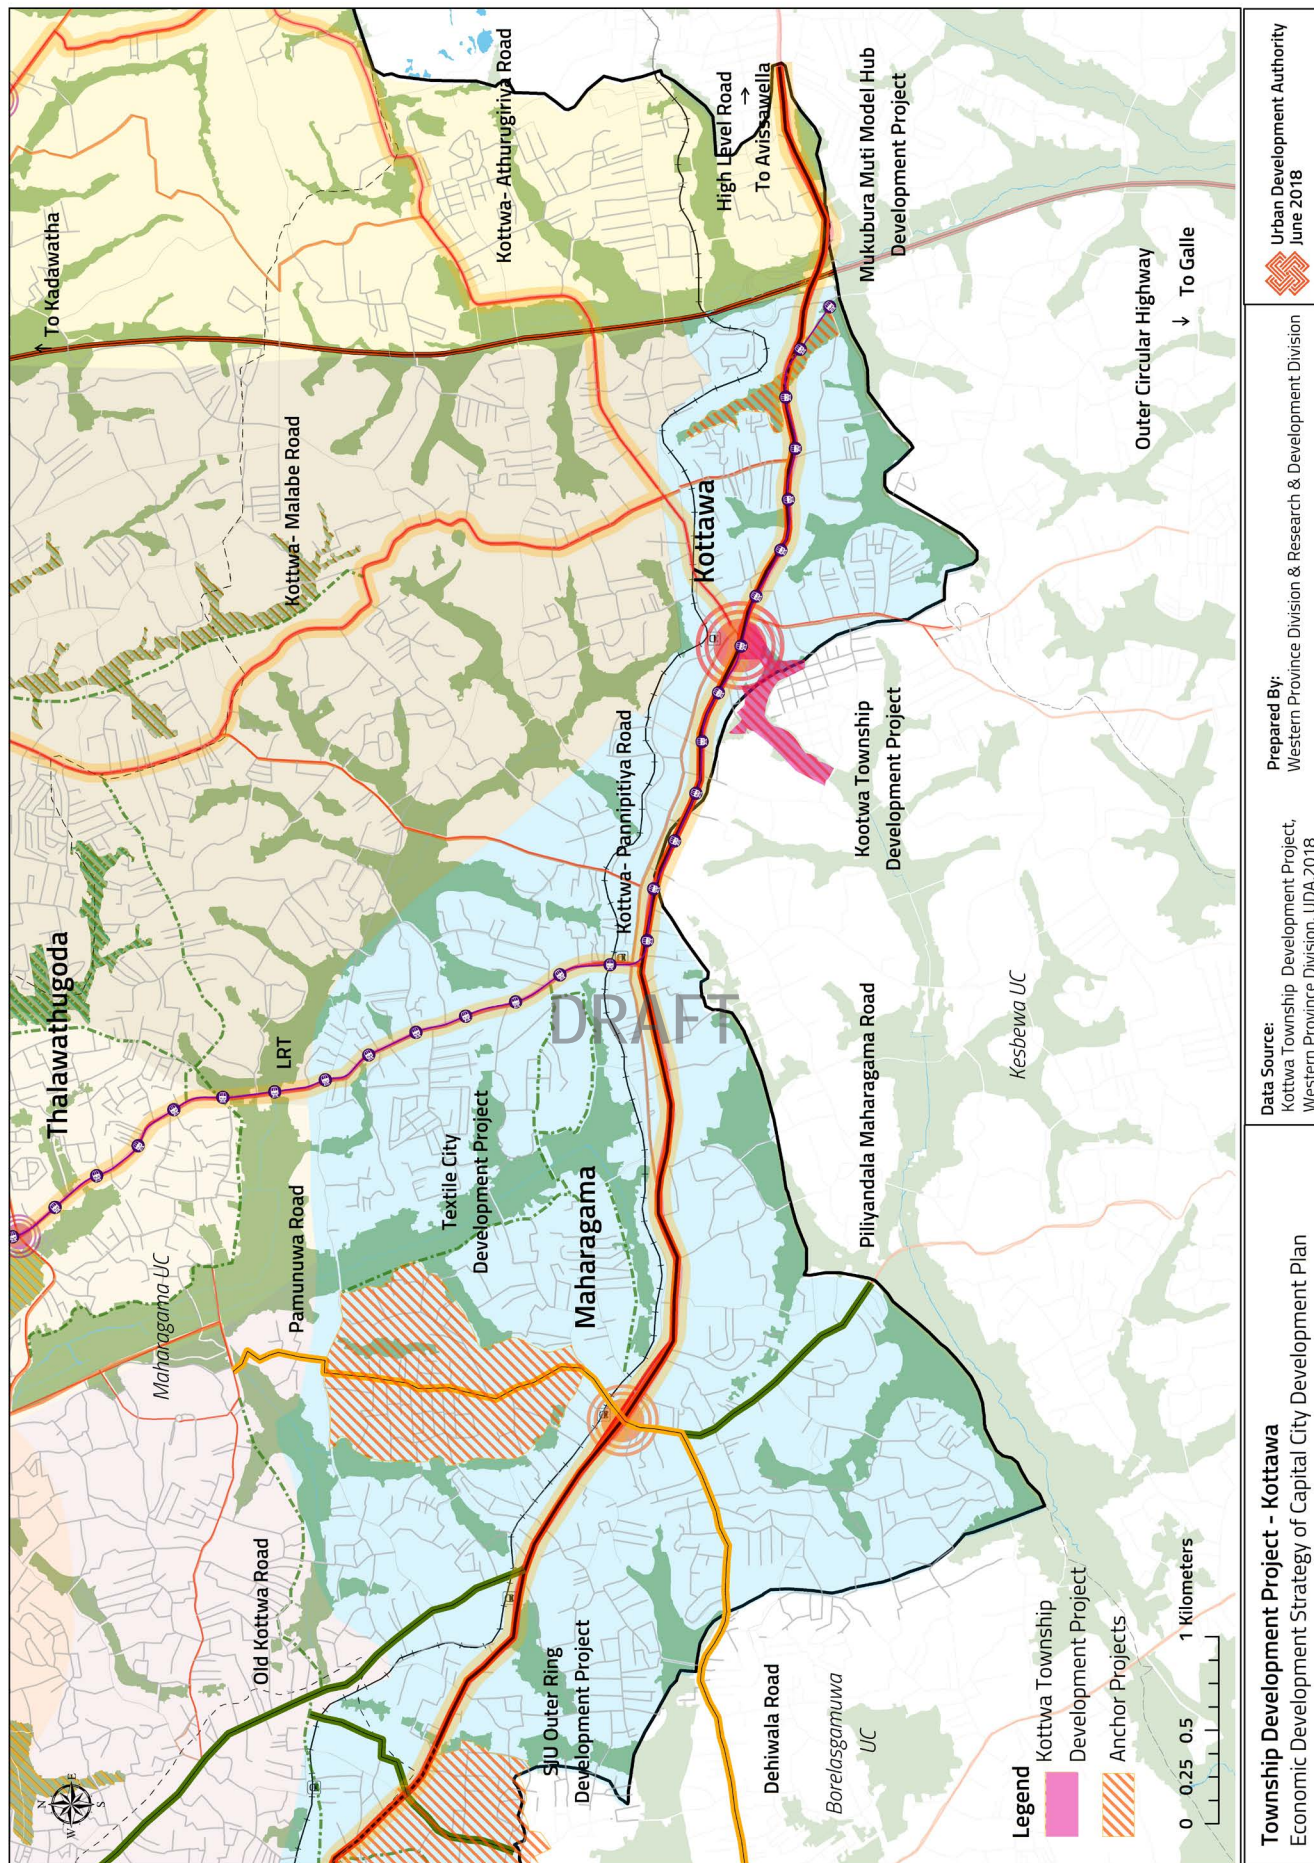 To Kadawatha
Kottwa- Athurugiriya Road
High Level Road
To Avissawella
Mukubura Muti Model Hub
Development Project
Kottwa- Malabe Road
Outer Circular Highway
To Galle
Kottawa
Thalawathugoda
Kottwa- Pannipitiya Road
Kootwa Township
Development Project
LRT
DRAFT
Kesbewa UC
Piliyandala Maharagama Road
Textile City
Development Project
Maharagama
Pamunuwa Road
Maharagama UC
Old Kottwa Road
SJU Outer Ring
Development Project
Dehiwala Road
Borelasgamuwa
UC
N
E
S
W
Legend
Kottwa Township
Development Project
Anchor Projects
0 0.25 0.5 1 Kilometers
Township Development Project - Kottawa
Economic Development Strategy of Capital City Development Plan
Data Source:
Kottwa Township Development Project,
Western Province Division, UDA 2018
Prepared By:
Western Province Division & Research & Development Division
Urban Development Authority
June 2018